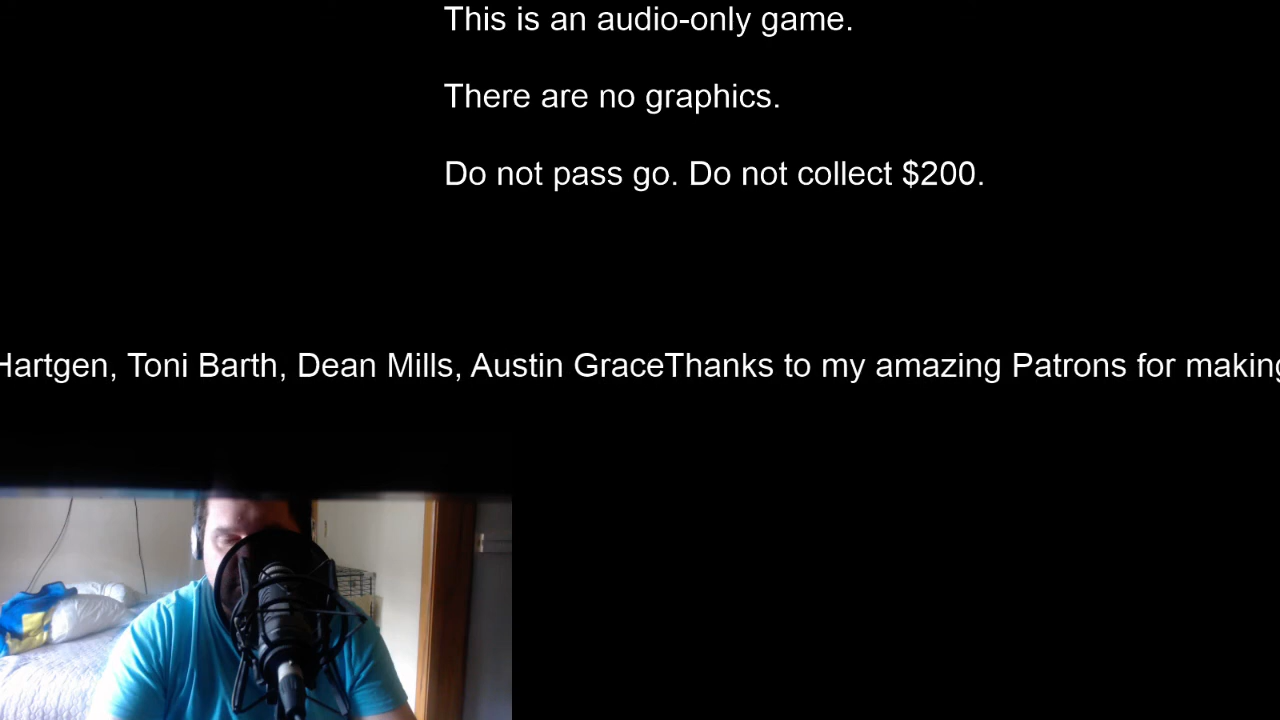 This is an audio-only game.
There are no graphics.
Do not pass go. Do not collect $200.
Hartgen, Toni Barth, Dean Mills, Austin GraceThanks to my amazing Patrons for making